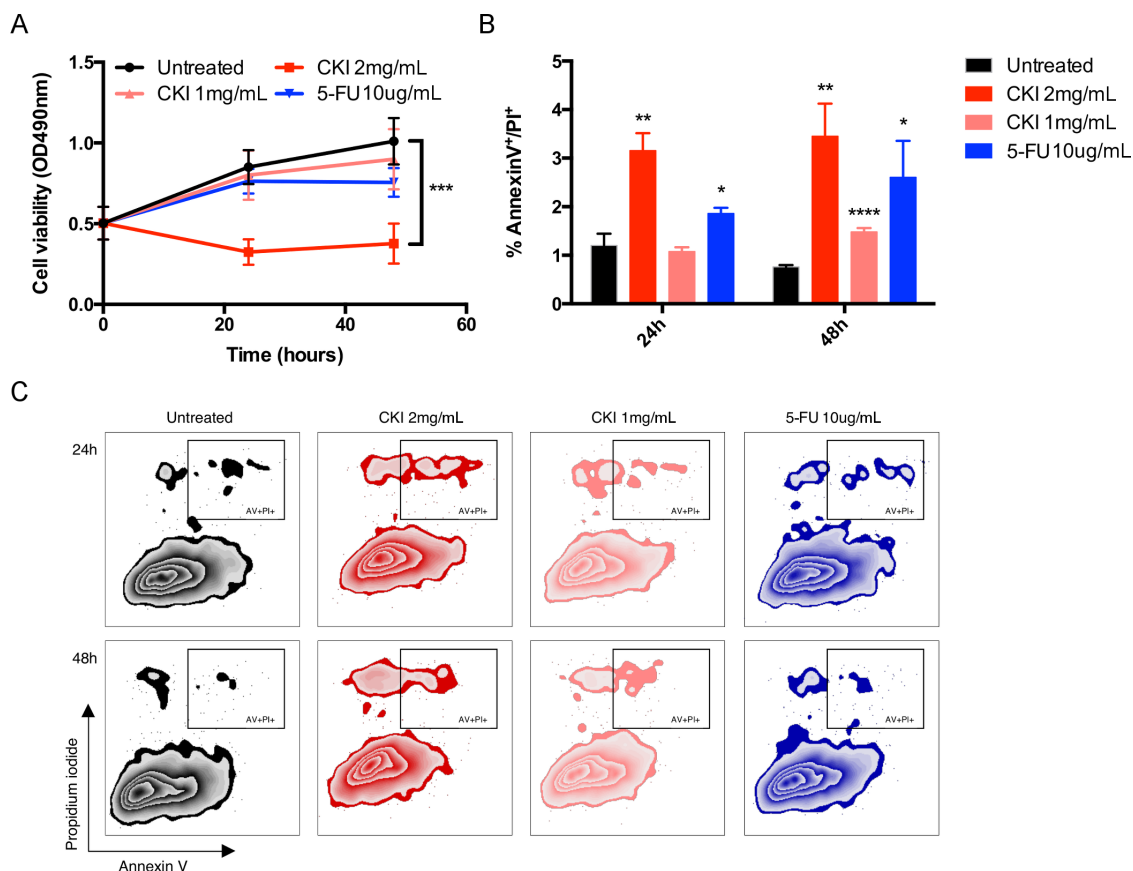 A
Cell viability (OD490nm)
1.5
1.0
0.5
0.0
Untreated
CKI 2mg/mL
CKI 1mg/mL
5-FU10ug/mL
***
0
20
40
60
Time (hours)
B
% AnnexinV+/PI+
5
4
3
2
1
0
**
*
**
****
*
24h
48h
Untreated
CKI 2mg/mL
CKI 1mg/mL
5-FU10ug/mL
C
Untreated
CKI 2mg/mL
CKI 1mg/mL
5-FU 10ug/mL
24h
AV+PI+
AV+PI+
AV+PI+
AV+PI+
48h
AV+PI+
AV+PI+
AV+PI+
AV+PI+
Propidium iodide
Annexin V